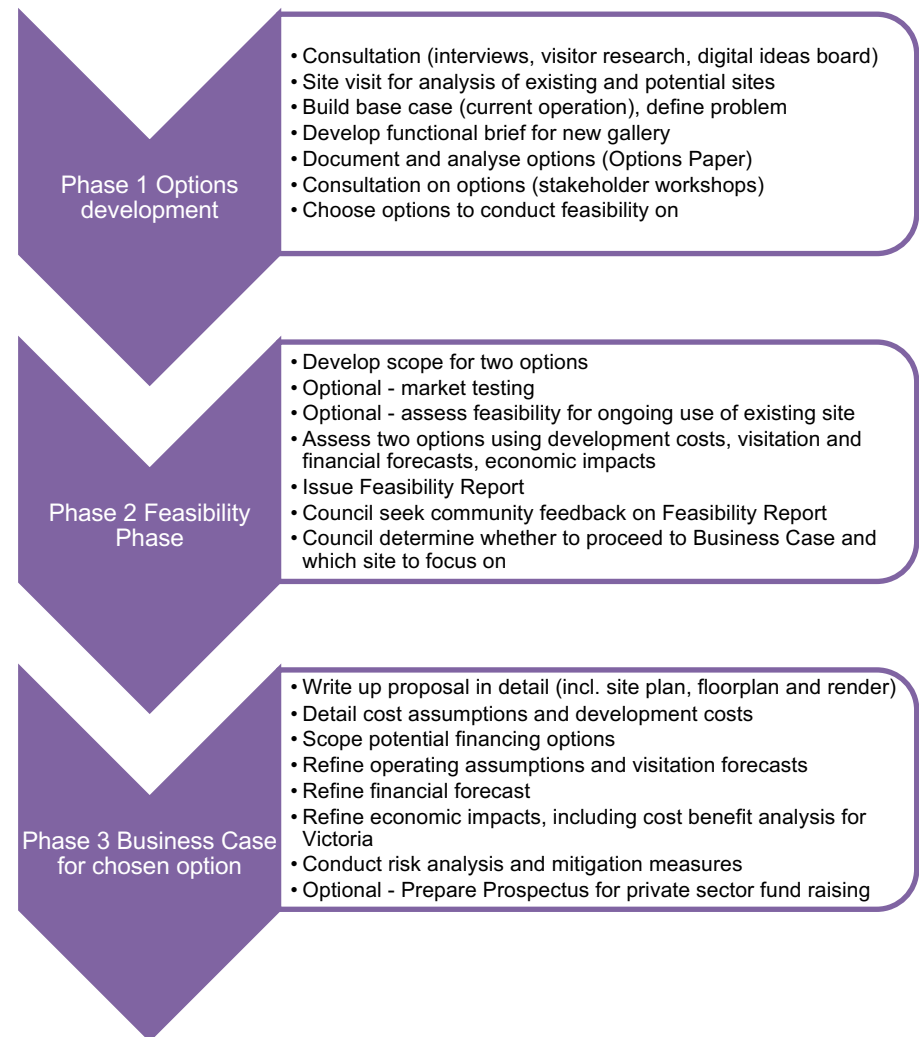 Phase 1 Options
development
• Consultation (interviews, visitor research, digital ideas board)
• Site visit for analysis of existing and potential sites
• Build base case (current operation), define problem
• Develop functional brief for new gallery
• Document and analyse options (Options Paper)
• Consultation on options (stakeholder workshops)
• Choose options to conduct feasibility on
Phase 2 Feasibility
Phase
• Develop scope for two options
• Optional - market testing
• Optional - assess feasibility for ongoing use of existing site
• Assess two options using development costs, visitation and
financial forecasts, economic impacts
• Issue Feasibility Report
• Council seek community feedback on Feasibility Report
• Council determine whether to proceed to Business Case and
which site to focus on
Phase 3 Business Case
for chosen option
• Write up proposal in detail (incl. site plan, floorplan and render)
• Detail cost assumptions and development costs
• Scope potential financing options
• Refine operating assumptions and visitation forecasts
• Refine financial forecast
• Refine economic impacts, including cost benefit analysis for
Victoria
• Conduct risk analysis and mitigation measures
• Optional - Prepare Prospectus for private sector fund raising